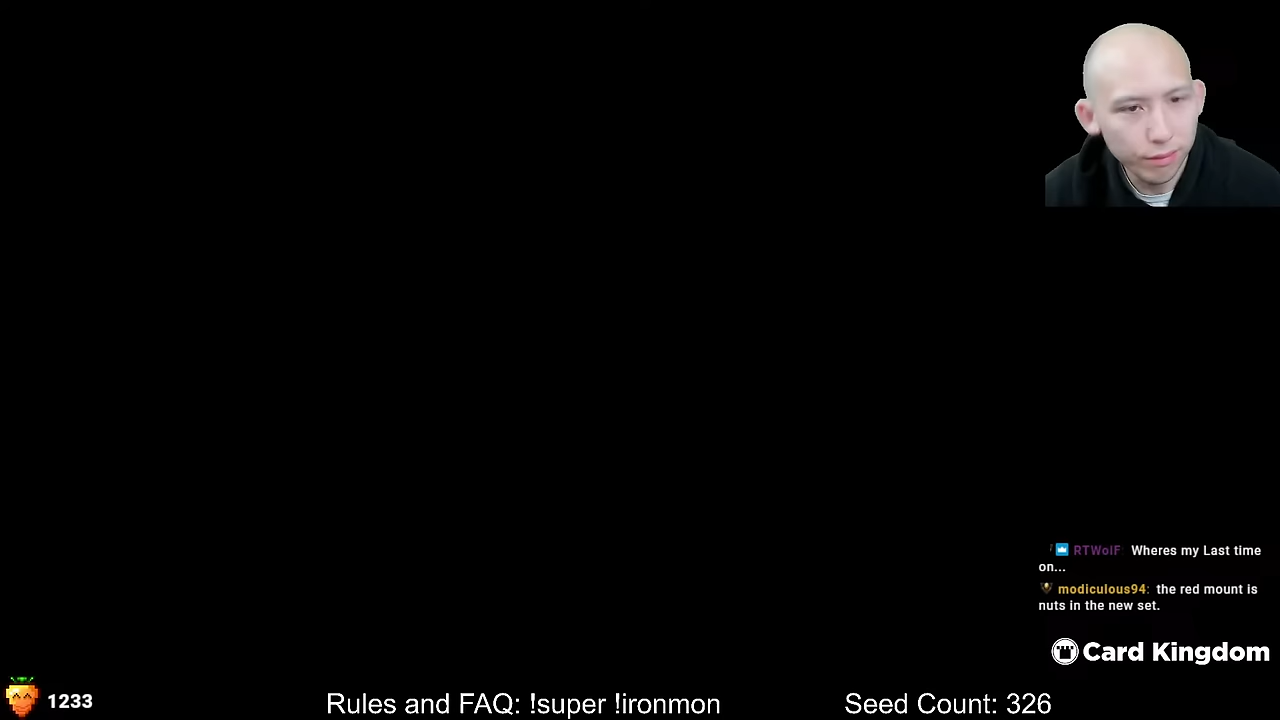 RTWolF: Wheres my Last time
on...
modiculous94: the red mount is
nuts in the new set.
Card Kingdom
1233
Rules and FAQ: !super !ironmon
Seed Count: 326